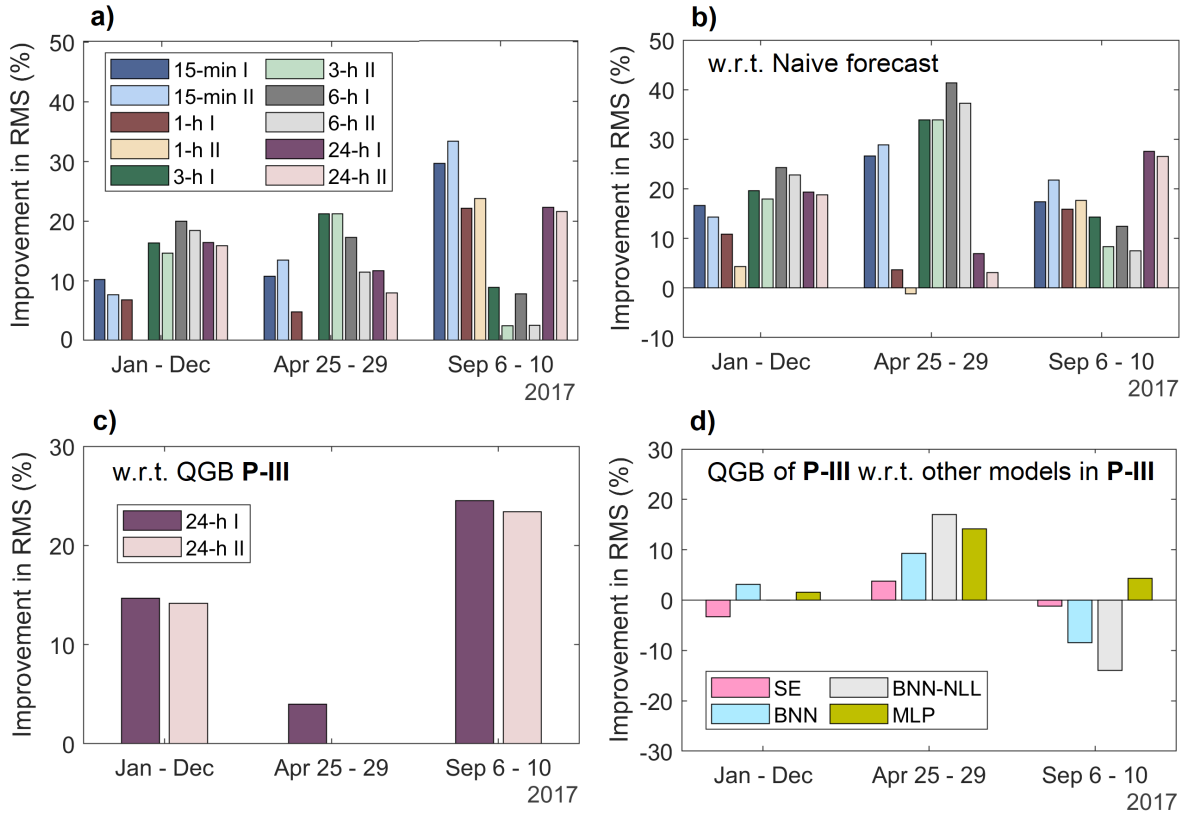 a)
Improvement in RMS (%)
50
40
30
20
10
0
15-min I
15-min II
1-h I
1-h II
3-h I
3-h II
6-h I
6-h II
24-h I
24-h II
Jan - Dec
Apr 25 - 29
Sep 6 - 10
2017
b)
w.r.t. Naive forecast
Improvement in RMS (%)
50
40
30
20
10
0
-10
Jan - Dec
Apr 25 - 29
Sep 6 - 10
2017
c)
w.r.t. QGB P-III
Improvement in RMS (%)
30
20
10
0
24-h I
24-h II
Jan - Dec
Apr 25 - 29
Sep 6 - 10
2017
d)
QGB of P-III w.r.t. other models in P-III
Improvement in RMS (%)
30
20
10
0
-10
-20
-30
SE
BNN
BNN-NLL
MLP
Jan - Dec
Apr 25 - 29
Sep 6 - 10
2017